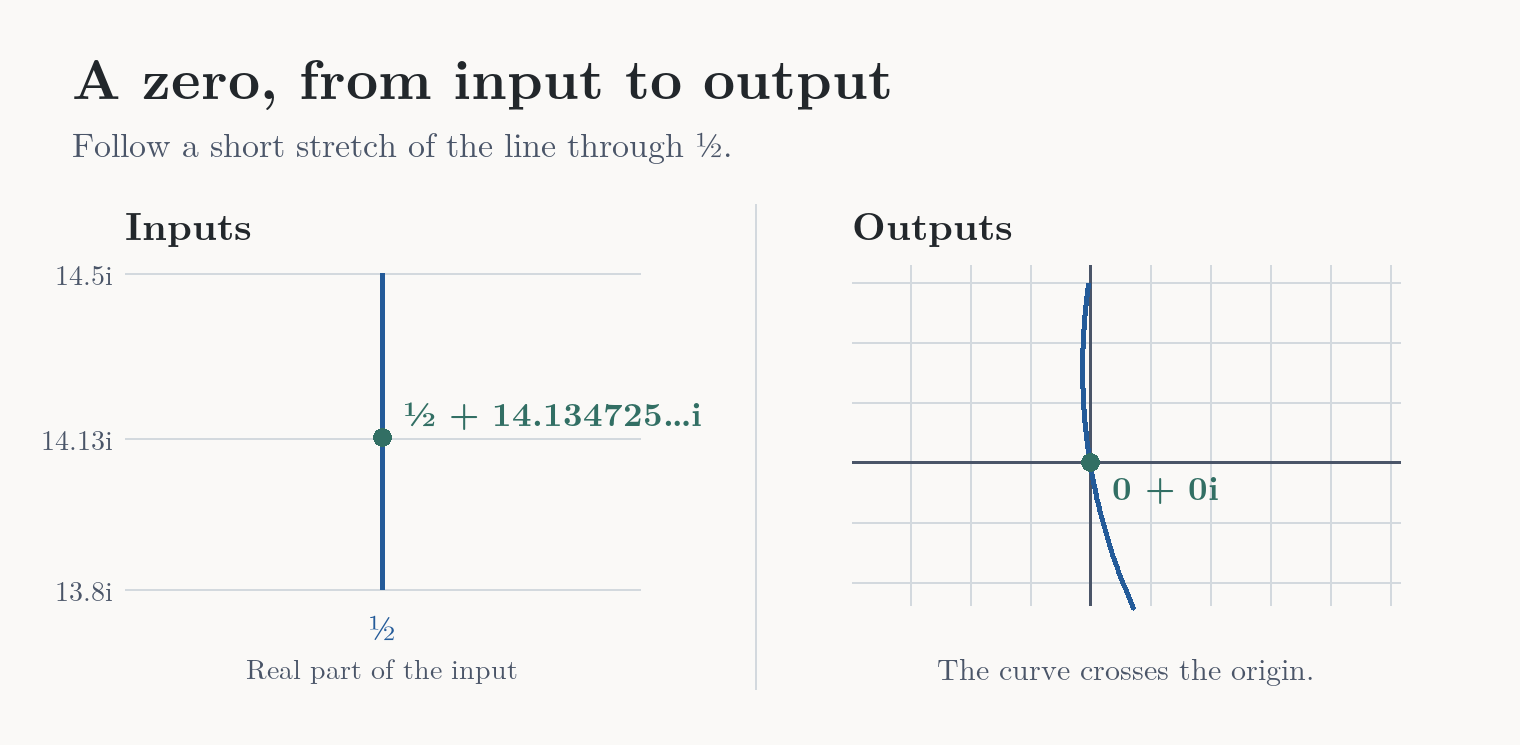 A zero, from input to output
Follow a short stretch of the line through ½.
Inputs
14.5i
½ + 14.134725…i
14.13i
13.8i
½
Real part of the input
Outputs
0 + 0i
The curve crosses the origin.